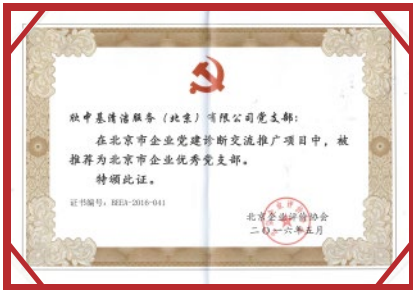 欣中基清洁服务（北京）有限公司党支部：
在北京市企业党建诊断交流推广项目中，被
推荐为北京市企业优秀党支部。
特颁此证。
证书编号：BEEA-2016-041
北京企业评价协会
二〇一六年五月